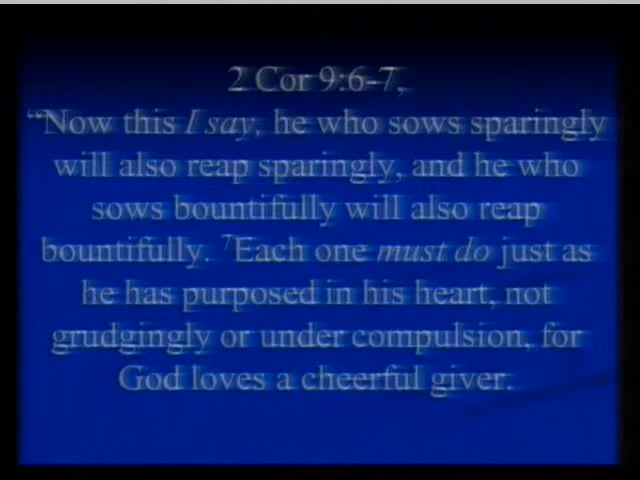 2 Cor 9:6-7,
“Now this I say, he who sows sparingly
will also reap sparingly, and he who
sows bountifully will also reap
bountifully. ⁷Each one must do just as
he has purposed in his heart, not
grudgingly or under compulsion, for
God loves a cheerful giver.